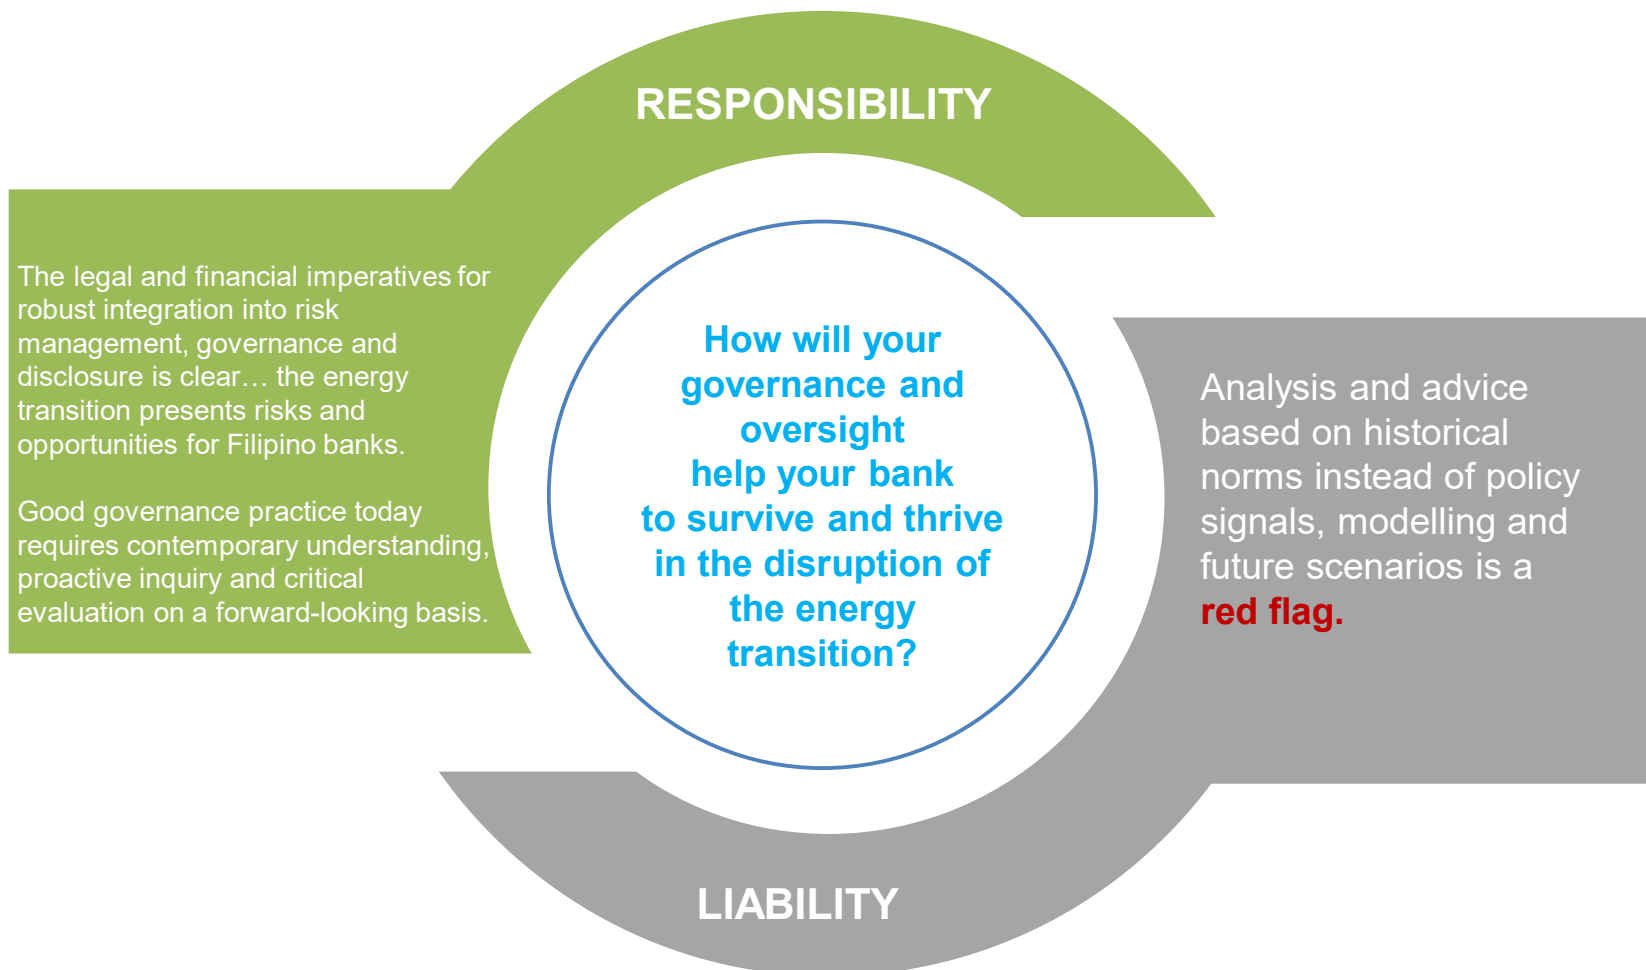 RESPONSIBILITY
The legal and financial imperatives for
robust integration into risk
management, governance and
disclosure is clear… the energy
transition presents risks and
opportunities for Filipino banks.
Good governance practice today
requires contemporary understanding,
proactive inquiry and critical
evaluation on a forward-looking basis.
How will your
governance and
oversight
help your bank
to survive and thrive
in the disruption of
the energy
transition?
Analysis and advice
based on historical
norms instead of policy
signals, modelling and
future scenarios is a
red flag.
LIABILITY